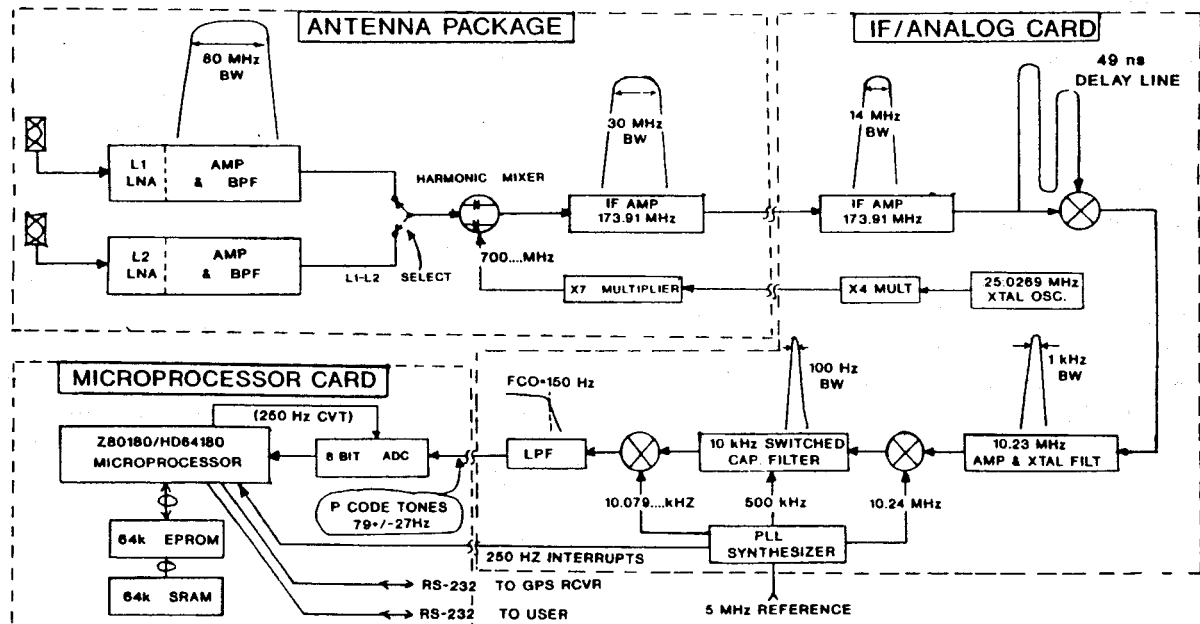 ANTENNA PACKAGE
80 MHz
BW
L1
LNA
AMP
& BPF
L2
LNA
AMP
& BPF
L1-L2
SELECT
HARMONIC MIXER
700....MHz
30 MHz
BW
IF AMP
173.91 MHz
X7 MULTIPLIER
IF/ANALOG CARD
14 MHz
BW
49 ns
DELAY LINE
IF AMP
173.91 MHz
X4 MULT
25.0269 MHz
XTAL OSC.
1 kHz
BW
10.23 MHz
AMP & XTAL FILT
10.24 MHz
100 Hz
BW
10 kHz SWITCHED
CAP. FILTER
500 kHz
10.079....kHZ
PLL
SYNTHESIZER
5 MHz REFERENCE
FCO=150 Hz
LPF
MICROPROCESSOR CARD
(250 Hz CVT)
Z80180/HD64180
MICROPROCESSOR
8 BIT ADC
P CODE TONES
79+/-27Hz
64k EPROM
64k SRAM
250 HZ INTERRUPTS
RS-232 TO GPS RCVR
RS-232 TO USER